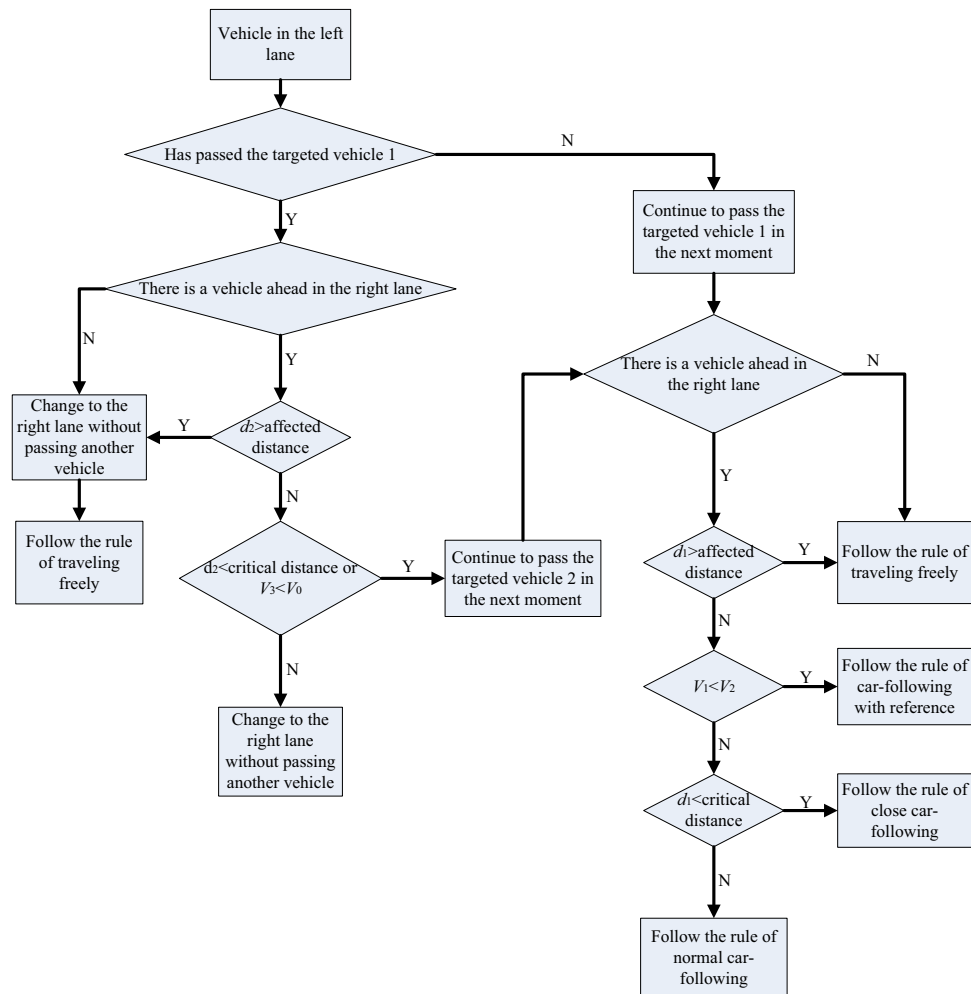 Vehicle in the left
lane
Has passed the targeted vehicle 1
N
Y
Continue to pass the
targeted vehicle 1 in
the next moment
There is a vehicle ahead in the right lane
N
Y
There is a vehicle ahead in
the right lane
N
Y
Change to the
right lane without
passing another
vehicle
Y
d2>affected
distance
N
Follow the rule
of traveling
freely
d2<critical distance or
V3<V0
Y
Continue to pass the
targeted vehicle 2 in
the next moment
N
Change to the
right lane
without passing
another vehicle
d1>affected
distance
Y
Follow the rule of
traveling freely
N
V1<V2
Y
Follow the rule of
car-following
with reference
N
d1<critical
distance
Y
Follow the rule of
close car-
following
N
Follow the rule of
normal car-
following